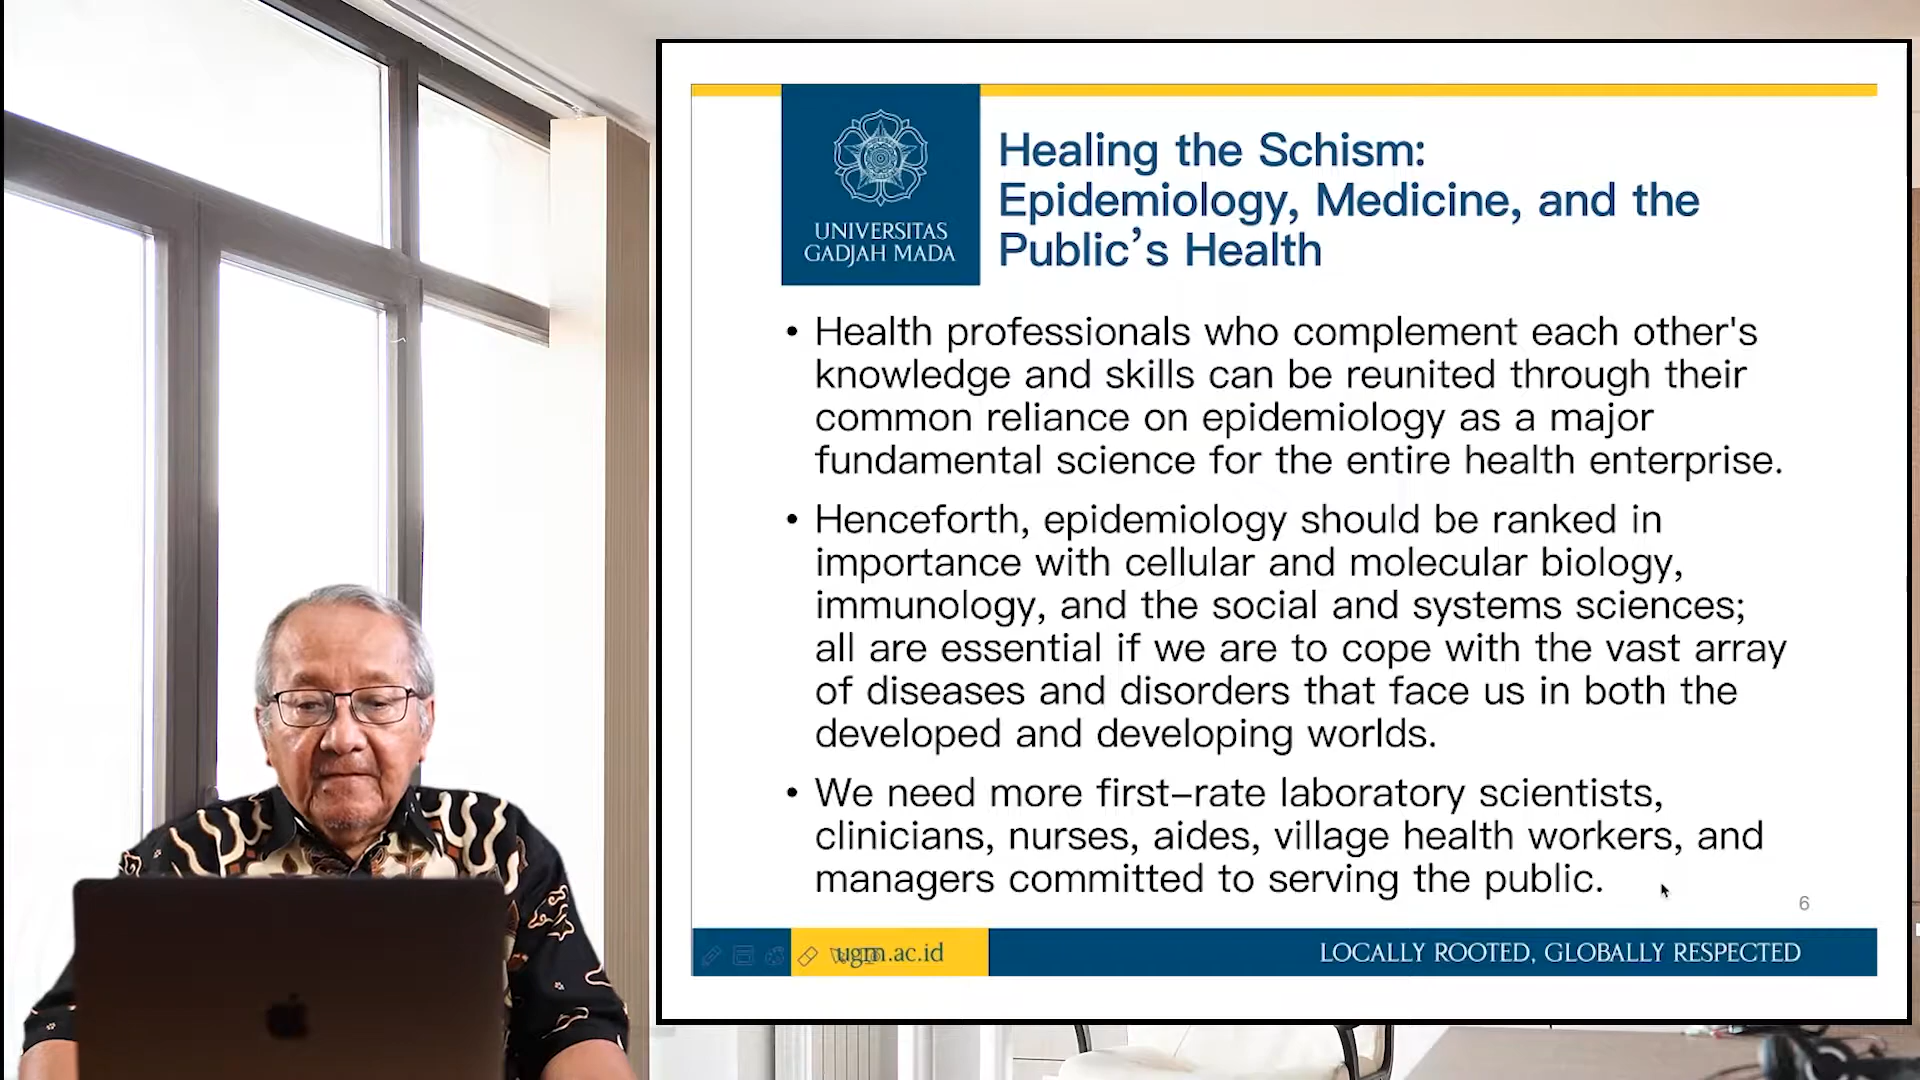 UNIVERSITAS
GADJAH MADA
Healing the Schism:
Epidemiology, Medicine, and the
Public’s Health
• Health professionals who complement each other's
knowledge and skills can be reunited through their
common reliance on epidemiology as a major
fundamental science for the entire health enterprise.
• Henceforth, epidemiology should be ranked in
importance with cellular and molecular biology,
immunology, and the social and systems sciences;
all are essential if we are to cope with the vast array
of diseases and disorders that face us in both the
developed and developing worlds.
• We need more first–rate laboratory scientists,
clinicians, nurses, aides, village health workers, and
managers committed to serving the public.
6
ugm.ac.id
LOCALLY ROOTED, GLOBALLY RESPECTED